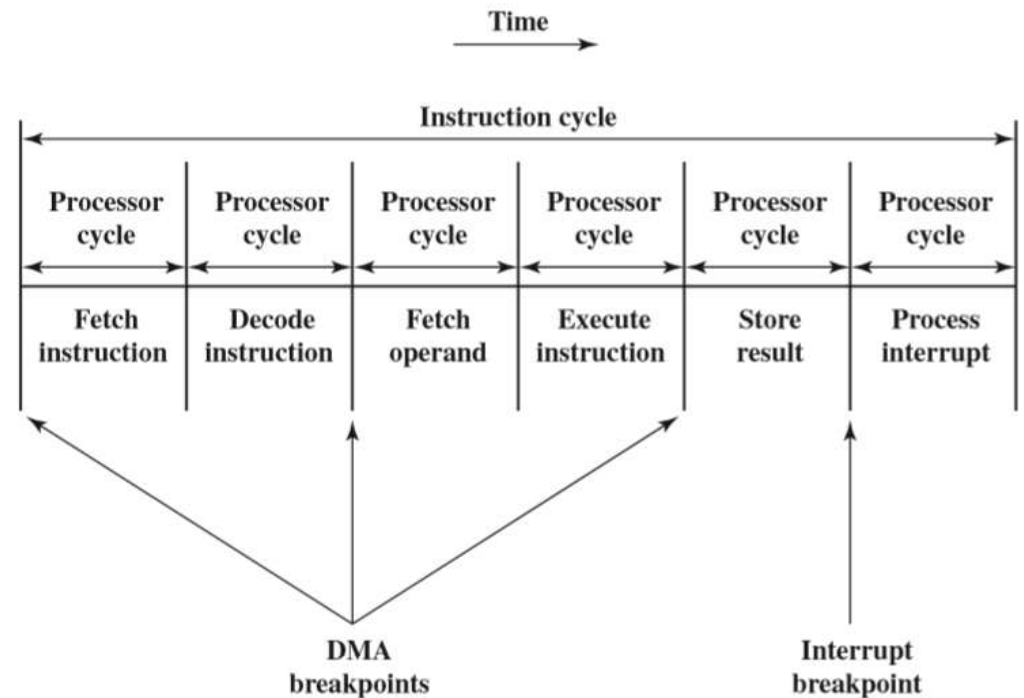 Time
Instruction cycle
Processor
cycle
Processor
cycle
Processor
cycle
Processor
cycle
Processor
cycle
Processor
cycle
Fetch
instruction
Decode
instruction
Fetch
operand
Execute
instruction
Store
result
Process
interrupt
DMA
breakpoints
Interrupt
breakpoint